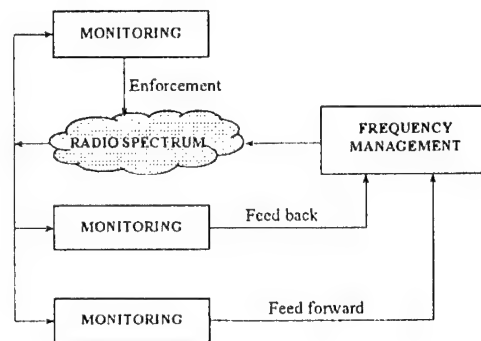 MONITORING
Enforcement
RADIO SPECTRUM
FREQUENCY
MANAGEMENT
Feed back
MONITORING
Feed forward
MONITORING